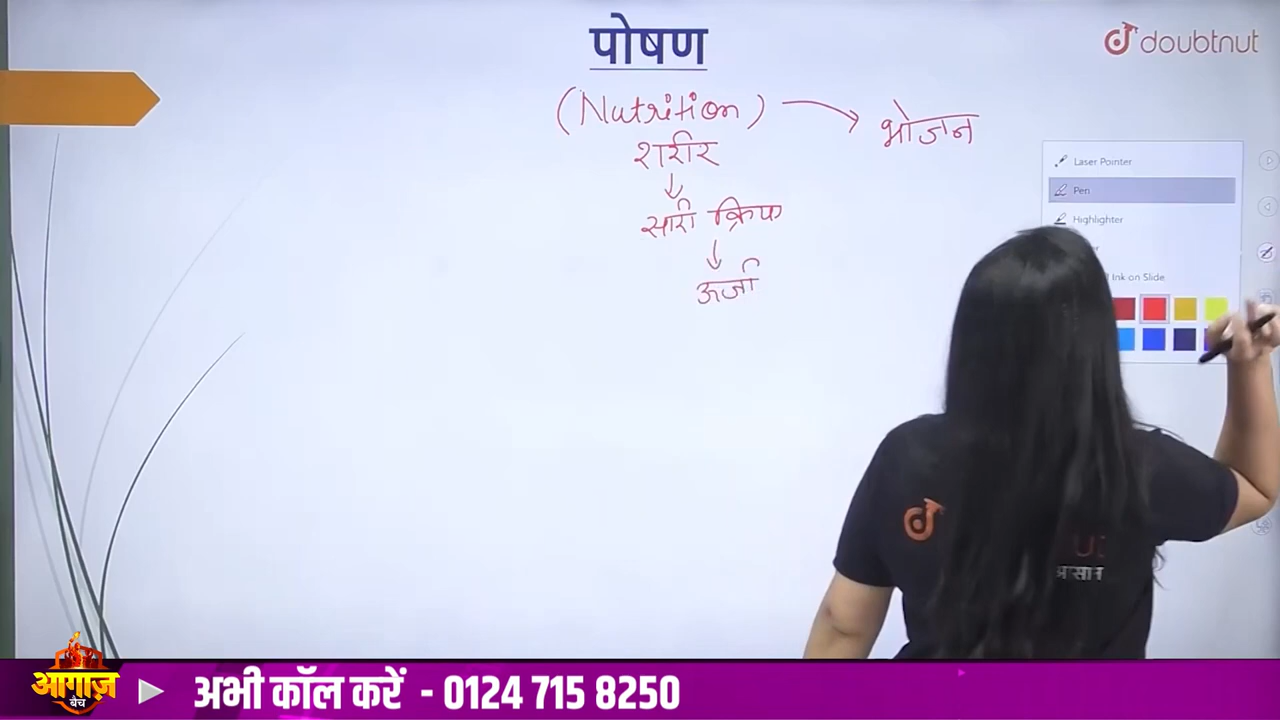 पोषण
doubtnut
(Nutrition) → भोजन
शरीर
↓
सारी क्रिया
↓
ऊर्जा
Laser Pointer
Pen
Highlighter
Ink on Slide
आगाज़
बैच
अभी कॉल करें - 0124 715 8250